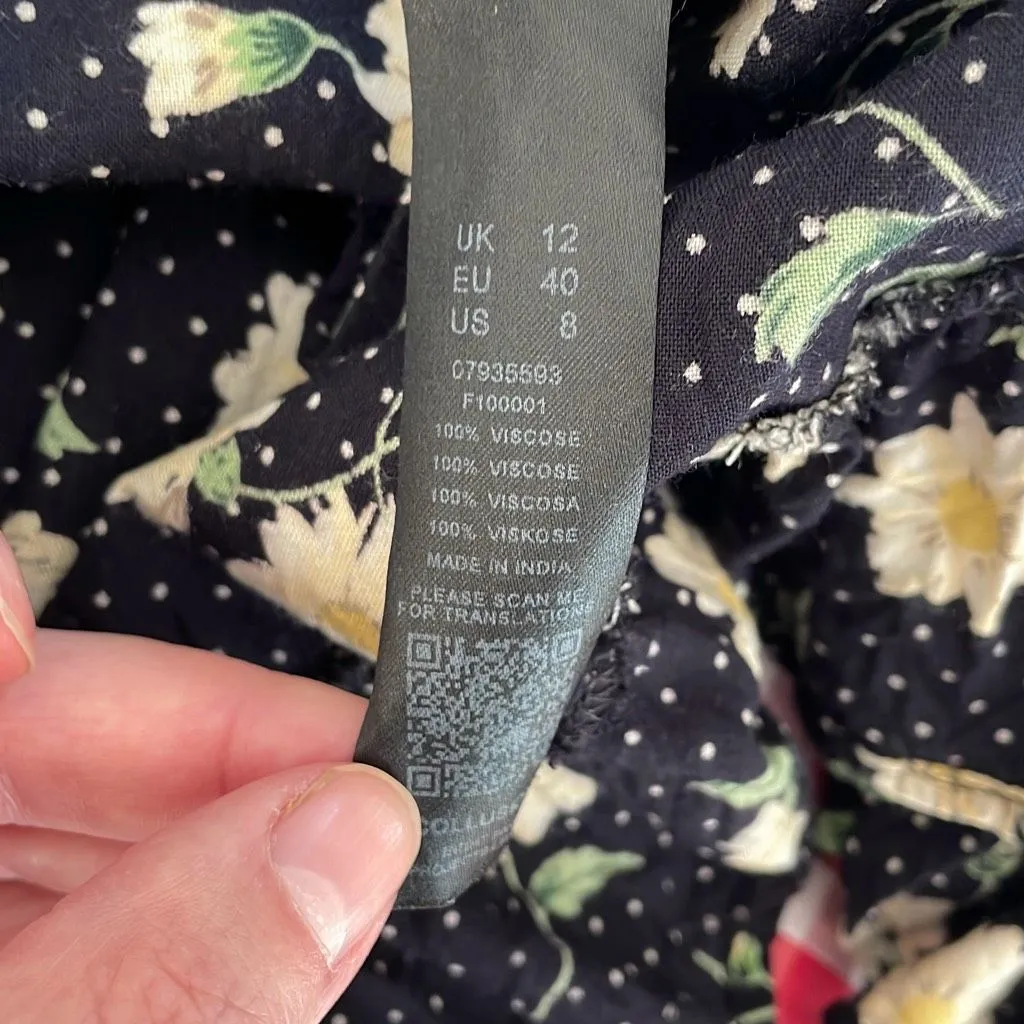 UK 12
EU 40
US 8
07935593
F100001
100% VISCOSE
100% VISCOSE
100% VISCOSA
100% VISKOSE
MADE IN INDIA
PLEASE SCAN ME
FOR TRANSLATION